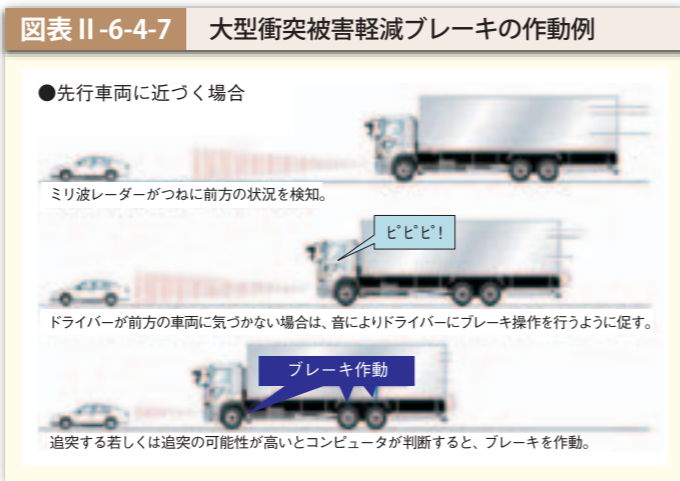 図表Ⅱ-6-4-7 大型衝突被害軽減ブレーキの作動例
●先行車両に近づく場合
ミリ波レーダーがつねに前方の状況を検知。
ピピピ!
ドライバーが前方の車両に気づかない場合は、音によりドライバーにブレーキ操作を行うように促す。
ブレーキ作動
追突する若しくは追突の可能性が高いとコンピュータが判断すると、ブレーキを作動。